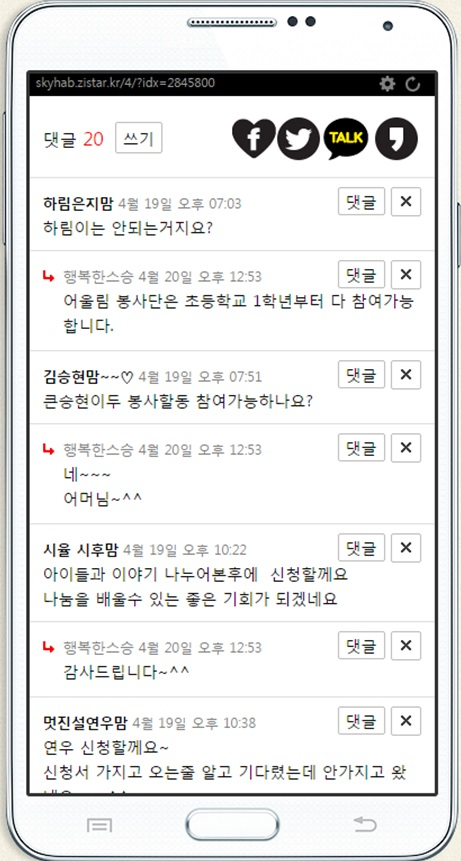 skyhab.zistar.kr/4/?idx=2845800
댓글 20 쓰기
f TALK
하림은지맘 4월 19일 오후 07:03 댓글 ✕
하림이는 안되는거지요?
행복한스승 4월 20일 오후 12:53 댓글 ✕
어울림 봉사단은 초등학교 1학년부터 다 참여가능
합니다.
김승현맘~~♡ 4월 19일 오후 07:51 댓글 ✕
큰승현이두 봉사할동 참여가능하나요?
행복한스승 4월 20일 오후 12:53 댓글 ✕
네~~~
어머님~^^
시율 시후맘 4월 19일 오후 10:22 댓글 ✕
아이들과 이야기 나누어본후에 신청할께요
나눔을 배울수 있는 좋은 기회가 되겠네요
행복한스승 4월 20일 오후 12:53 댓글 ✕
감사드립니다~^^
멋진설연우맘 4월 19일 오후 10:38 댓글 ✕
연우 신청할께요~
신청서 가지고 오는줄 알고 기다렸는데 안가지고 왔